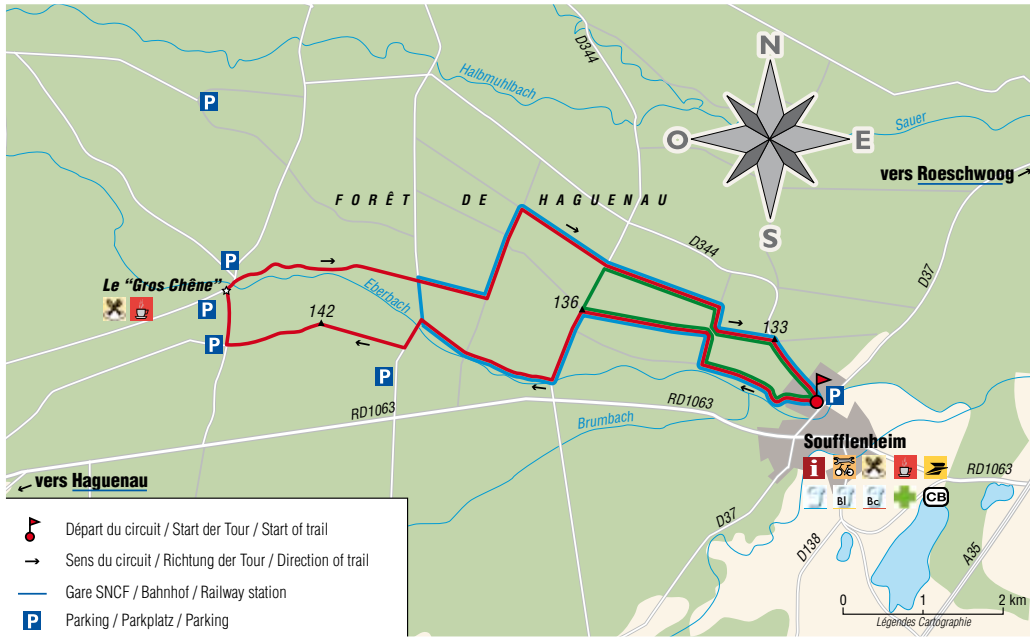 D344
N
Halbmuhlbach
P
Sauer
O
E
vers Roeschwoog
FORÊT DE HAGUENAU
S
D344
D37
P
Le "Gros Chêne"
P
Eberbach
142
136
133
P
P
P
RD1063
RD1063
Brumbach
Soufflenheim
i
RD1063
Bl
Bc
CB
vers Haguenau
D37
D138
A35
Départ du circuit / Start der Tour / Start of trail
Sens du circuit / Richtung der Tour / Direction of trail
Gare SNCF / Bahnhof / Railway station
P
Parking / Parkplatz / Parking
0 1 2 km
Légendes Cartographie